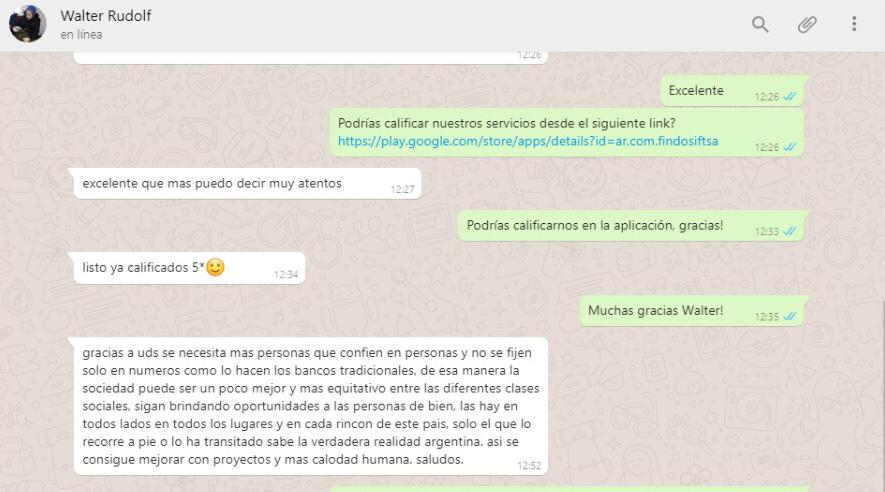 Walter Rudolf
en línea
12:26
Excelente
12:26
Podrías calificar nuestros servicios desde el siguiente link?
https://play.google.com/store/apps/details?id=ar.com.findosiftsa
12:26
excelente que mas puedo decir muy atentos
12:27
Podrías calificarnos en la aplicación, gracias!
12:33
listo ya calificados 5*😊
12:34
Muchas gracias Walter!
12:35
gracias a uds se necesita mas personas que confien en personas y no se fijen
solo en numeros como lo hacen los bancos tradicionales, de esa manera la
sociedad puede ser un poco mejor y mas equitativo entre las diferentes clases
sociales, sigan brindando oportunidades a las personas de bien, las hay en
todos lados en todos los lugares y en cada rincon de este pais, solo el que lo
recorre a pie o lo ha transitado sabe la verdadera realidad argentina. asi se
consigue mejorar con proyectos y mas calodad humana. saludos.
12:52